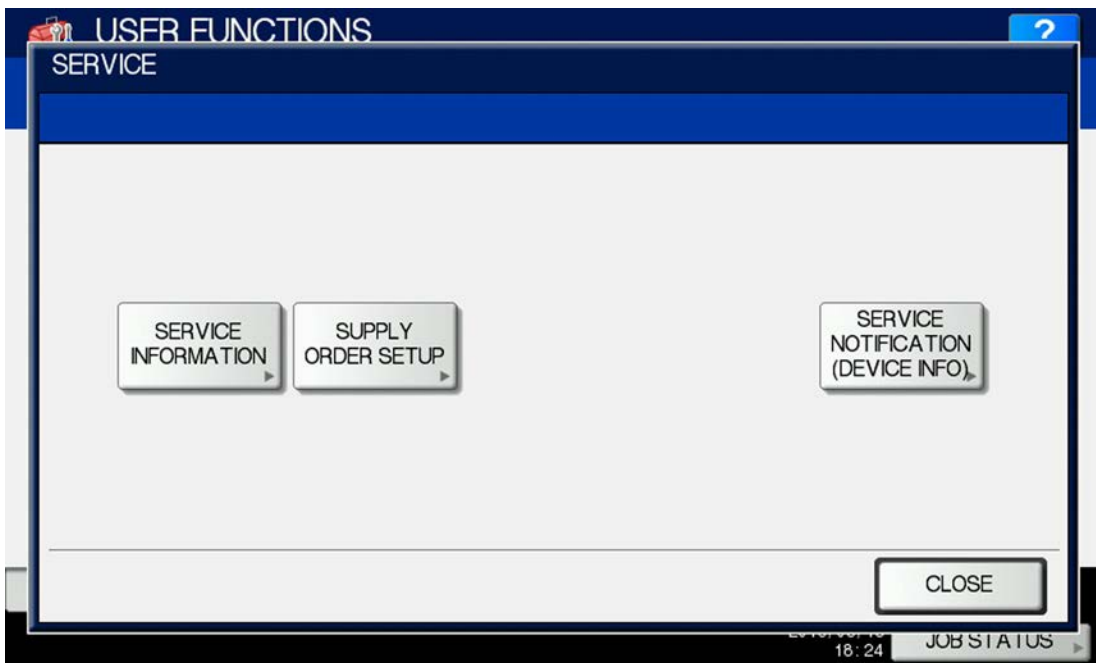 USER FUNCTIONS
?
SERVICE
SERVICE
INFORMATION
SUPPLY
ORDER SETUP
SERVICE
NOTIFICATION
(DEVICE INFO)
CLOSE
18:24
JOB STATUS